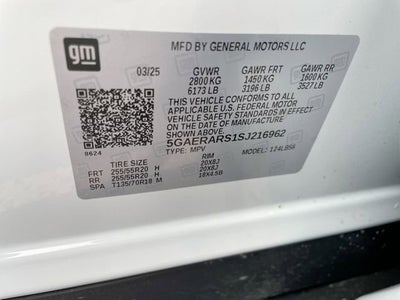 gm
MFD BY GENERAL MOTORS LLC
03/25 GVWR GAWR FRT GAWR RR
2800 KG 1450 KG 1600 KG
6173 LB 3196 LB 3527 LB
THIS VEHICLE CONFORMS TO ALL
APPLICABLE U.S. FEDERAL MOTOR
VEHICLE SAFETY STANDARDS IN EFFECT
ON THE DATE OF MANUFACTURE SHOWN
ABOVE.
5GAERARS1SJ216962
8624 TYPE: MPV MODEL: 124LBS6
TIRE SIZE RIM
FRT 255/55R20 H 20X8J
RR 255/55R20 H 20X8J
SPA T135/70R18 M 18X4.5B